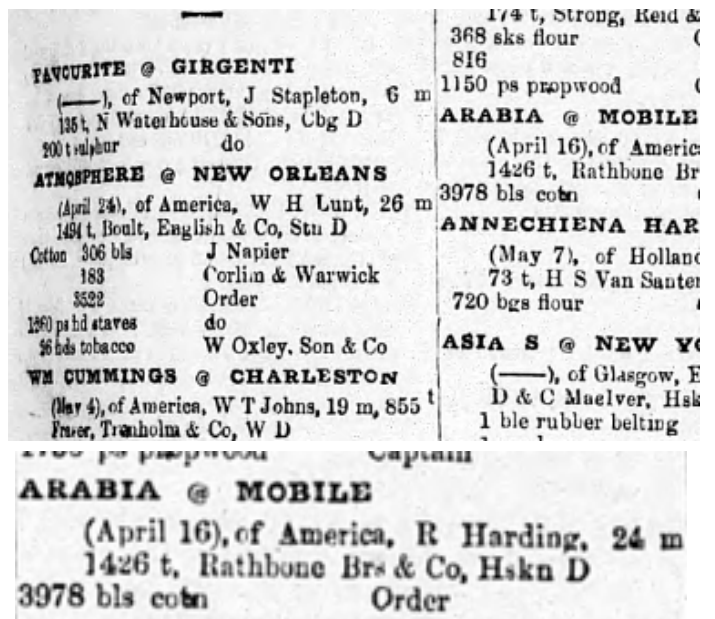 FAVOURITE @ GIRGENTI
(——), of Newport, J Stapleton, 6 m
135 t, N Waterhouse & Sons, Cbg D
200 t sulphur do
ATMOSPHERE @ NEW ORLEANS
(April 24), of America, W H Lunt, 26 m
1494 t, Boult, English & Co, Stn D
Cotton 306 bls J Napier
183 Corlin & Warwick
3522 Order
1360 ps hd staves do
26 hds tobacco W Oxley, Son & Co
WM CUMMINGS @ CHARLESTON
(May 4), of America, W T Johns, 19 m, 855 t
Fraser, Trenholm & Co, W D
174 t, Strong, Reid &
368 sks flour
816
1150 ps propwood
ARABIA @ MOBILE
(April 16), of America
1426 t, Rathbone Br
3978 bls cotn
ANNECHIENA HAR
(May 7), of Holland
73 t, H S Van Santen
720 bgs flour
ASIA S @ NEW YO
(——), of Glasgow, E
D & C MacIver, Hsk
1 ble rubber belting
ps propwood Captain
ARABIA @ MOBILE
(April 16), of America, R Harding, 24 m
1426 t, Rathbone Brs & Co, Hskn D
3978 bls cotn Order